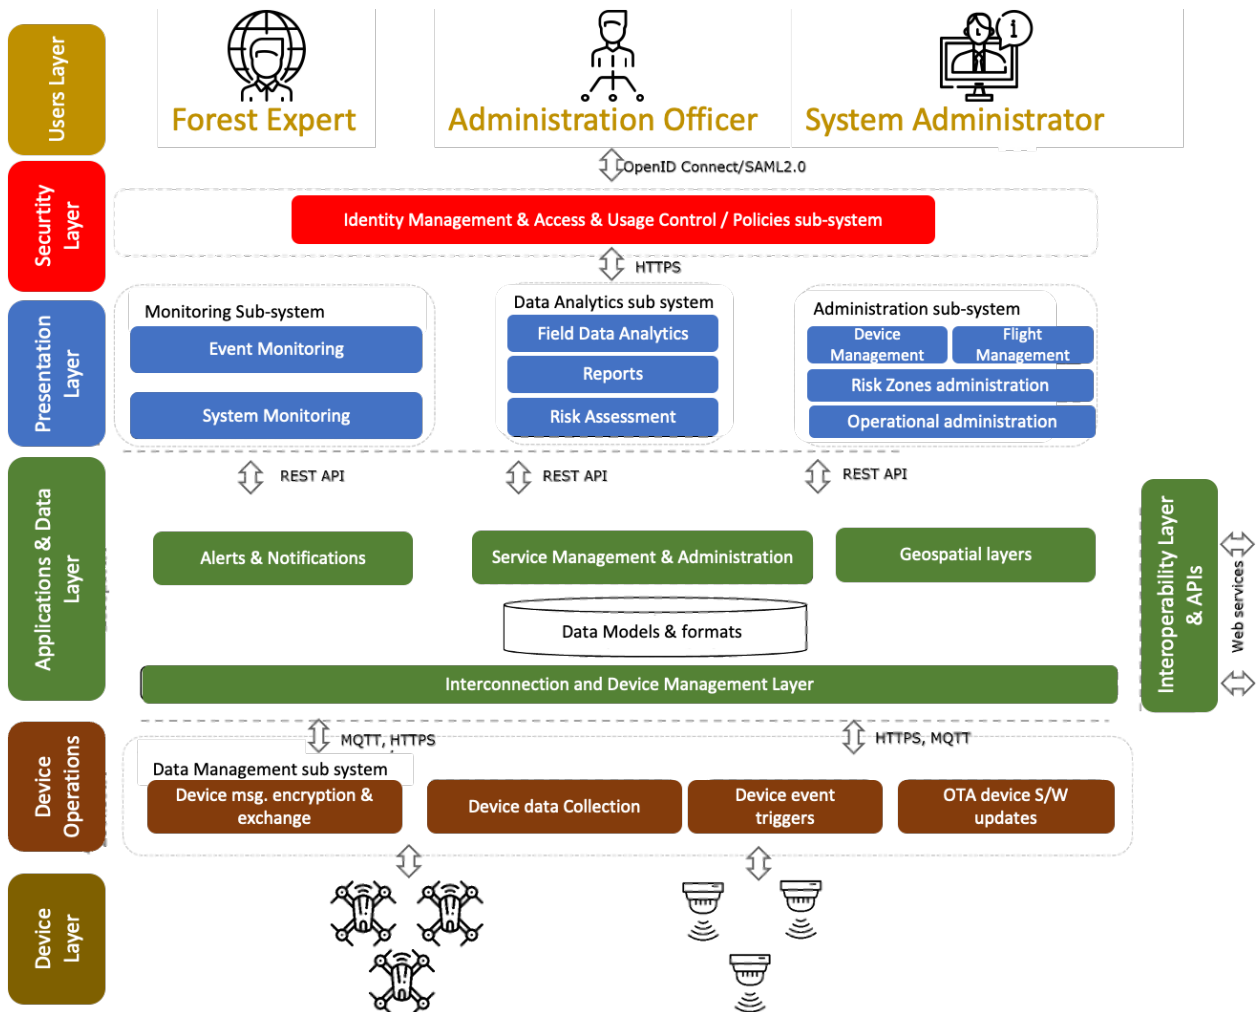 Users Layer
Forest Expert
Administration Officer
System Administrator
OpenID Connect/SAML2.0
Securtity
Layer
Identity Management & Access & Usage Control / Policies sub-system
HTTPS
Presentation
Layer
Monitoring Sub-system
Event Monitoring
System Monitoring
Data Analytics sub system
Field Data Analytics
Reports
Risk Assessment
Administration sub-system
Device
Management
Flight
Management
Risk Zones administration
Operational administration
REST API
REST API
REST API
Applications & Data
Layer
Alerts & Notifications
Service Management & Administration
Geospatial layers
Data Models & formats
Interconnection and Device Management Layer
Interoperability Layer
& APIs
Web services
Device
Operations
MQTT, HTTPS
HTTPS, MQTT
Data Management sub system
Device msg. encryption &
exchange
Device data Collection
Device event
triggers
OTA device S/W
updates
Device
Layer